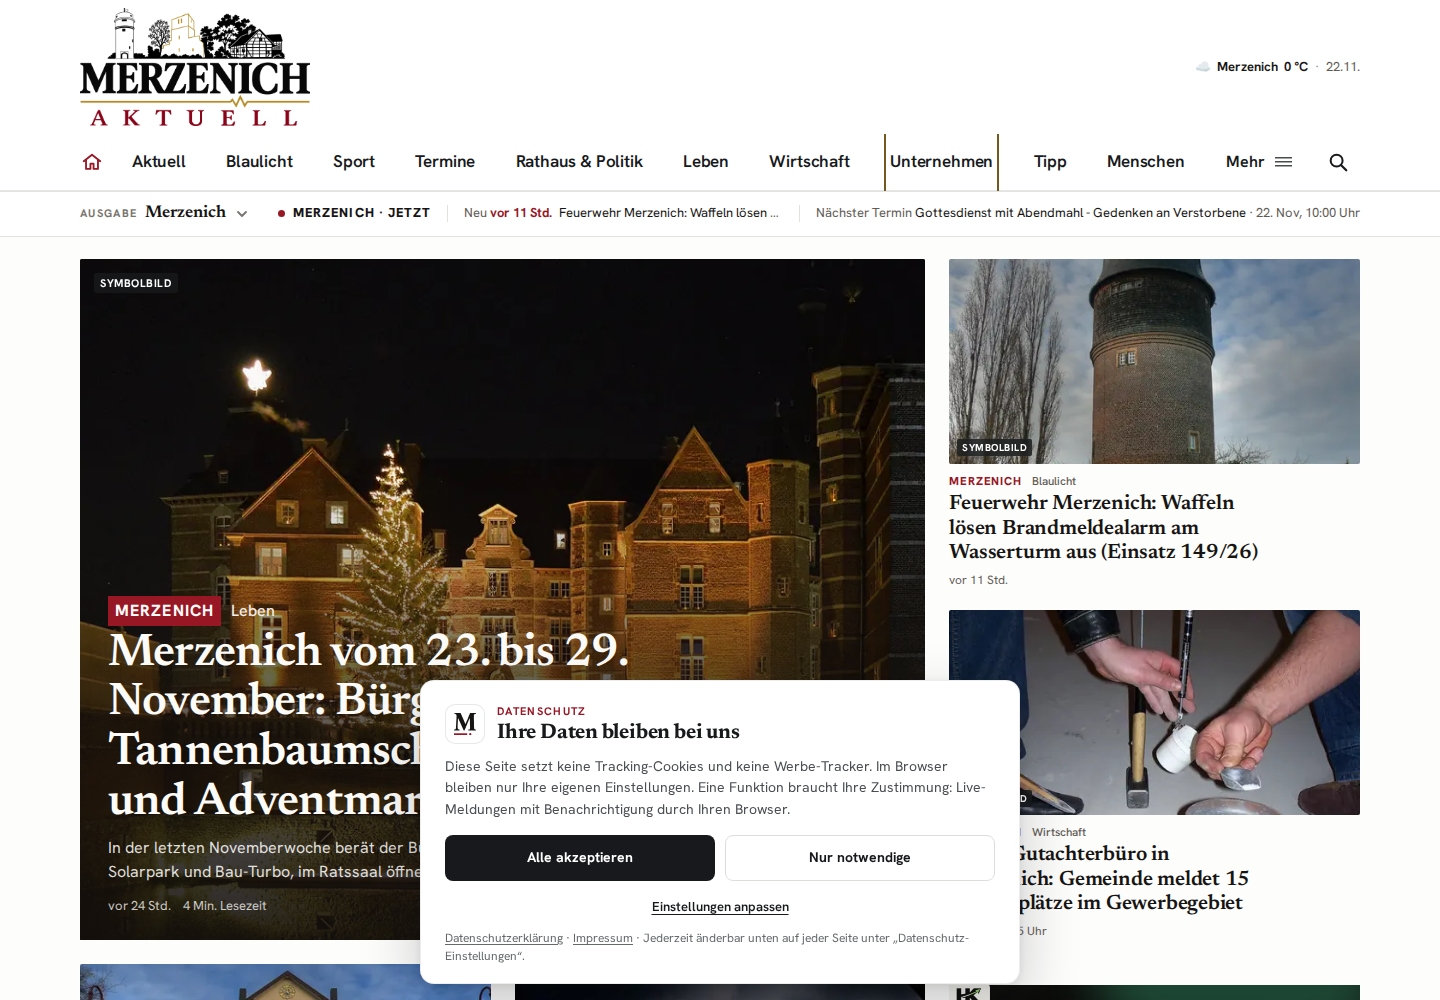 MERZENICH
AKTUELL
Merzenich 0 °C · 22.11.
Aktuell
Blaulicht
Sport
Termine
Rathaus & Politik
Leben
Wirtschaft
Unternehmen
Tipp
Menschen
Mehr
AUSGABE Merzenich
MERZENICH · JETZT
Neu vor 11 Std. Feuerwehr Merzenich: Waffeln lösen ...
Nächster Termin Gottesdienst mit Abendmahl - Gedenken an Verstorbene · 22. Nov, 10:00 Uhr
SYMBOLBILD
MERZENICH Leben
Merzenich vom 23. bis 29.
November:
Tannenbaumsch
und Adventmar
In der letzten Novemberwoche berät der
Solarpark und Bau-Turbo, im Ratssaal
vor 24 Std. 4 Min. Lesezeit
SYMBOLBILD
MERZENICH Blaulicht
Feuerwehr Merzenich: Waffeln
lösen Brandmeldealarm am
Wasserturm aus (Einsatz 149/26)
vor 11 Std.
Wirtschaft
Gutachterbüro in
ich: Gemeinde meldet 15
plätze im Gewerbegebiet
Uhr
M
DATENSCHUTZ
Ihre Daten bleiben bei uns
Diese Seite setzt keine Tracking-Cookies und keine Werbe-Tracker. Im Browser
bleiben nur Ihre eigenen Einstellungen. Eine Funktion braucht Ihre Zustimmung: Live-
Meldungen mit Benachrichtigung durch Ihren Browser.
Alle akzeptieren
Nur notwendige
Einstellungen anpassen
Datenschutzerklärung · Impressum · Jederzeit änderbar unten auf jeder Seite unter „Datenschutz-
Einstellungen“.